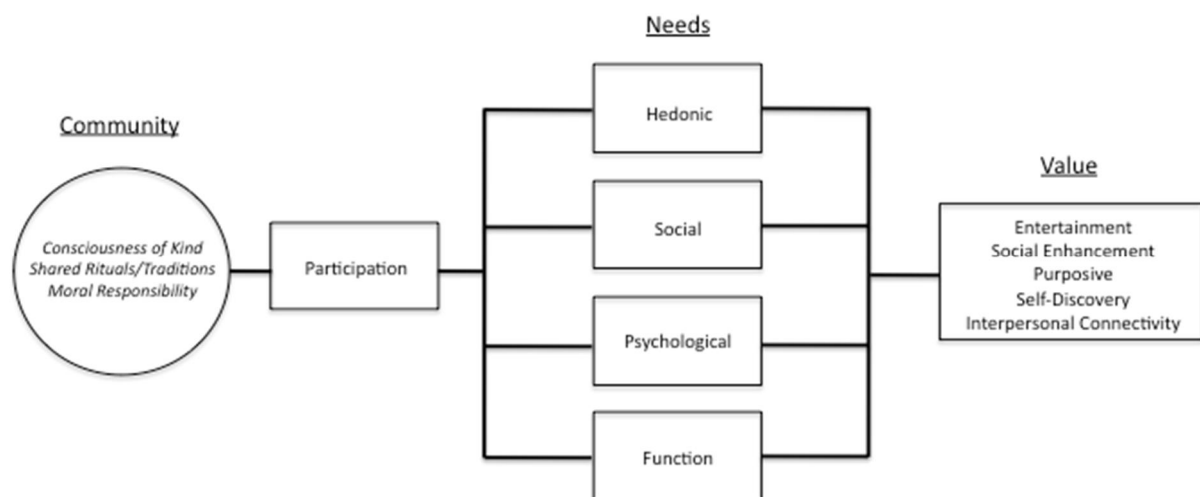 Community
Consciousness of Kind
Shared Rituals/Traditions
Moral Responsibility
Participation
Needs
Hedonic
Social
Psychological
Function
Value
Entertainment
Social Enhancement
Purposive
Self-Discovery
Interpersonal Connectivity